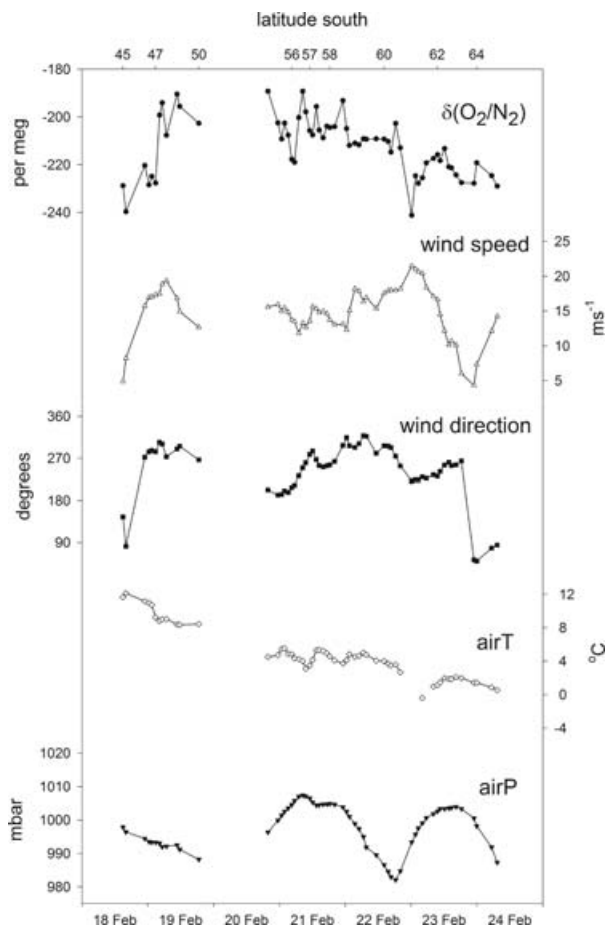 latitude south
45 47 50 56 57 58 60 62 64
-180
-200
-220
-240
per meg
δ(O2/N2)
wind speed
25
20
15
10
5
ms-1
360
270
180
90
degrees
wind direction
12
8
4
0
-4
°C
airT
1020
1010
1000
990
980
mbar
airP
18 Feb 19 Feb 20 Feb 21 Feb 22 Feb 23 Feb 24 Feb